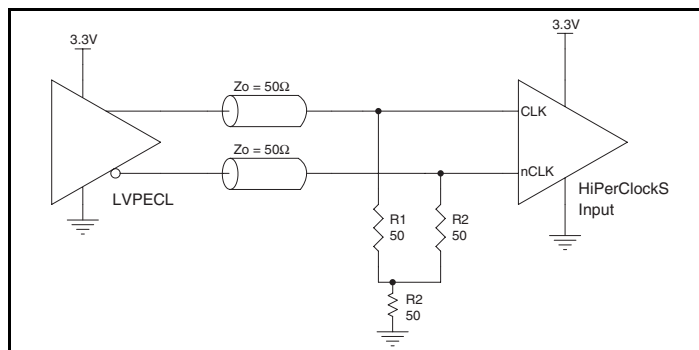 3.3V
3.3V
Zo = 50Ω
CLK
Zo = 50Ω
nCLK
LVPECL
HiPerClockS
Input
R1
50
R2
50
R2
50